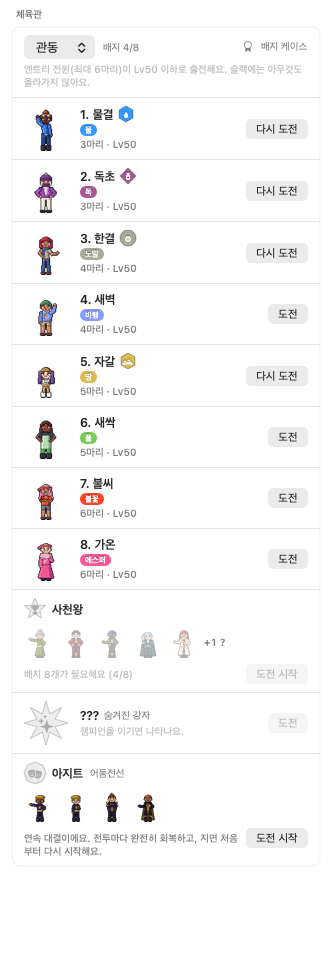 체육관
관동
배지 4/8
배지 케이스
엔트리 전원(최대 6마리)이 Lv50 이하로 출전해요. 슬랙에는 아무것도
올라가지 않아요.
1. 물결
물
3마리 · Lv50
다시 도전
2. 독초
독
3마리 · Lv50
다시 도전
3. 한결
노말
4마리 · Lv50
다시 도전
4. 새벽
비행
4마리 · Lv50
도전
5. 자갈
땅
5마리 · Lv50
다시 도전
6. 새싹
풀
5마리 · Lv50
도전
7. 불씨
불꽃
6마리 · Lv50
도전
8. 가온
에스퍼
6마리 · Lv50
도전
사천왕
+1 ?
배지 8개가 필요해요 (4/8)
도전 시작
??? 숨겨진 강자
챔피언을 이기면 나타나요.
도전
아지트 어둠전선
연속 대결이에요. 전투마다 완전히 회복하고, 지면 처음
부터 다시 시작해요.
도전 시작